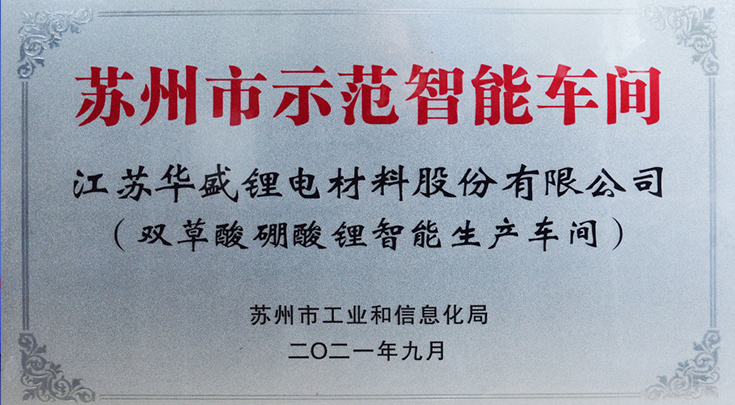 苏州市示范智能车间
江苏华盛锂电材料股份有限公司
（双草酸硼酸锂智能生产车间）
苏州市工业和信息化局
二〇二一年九月